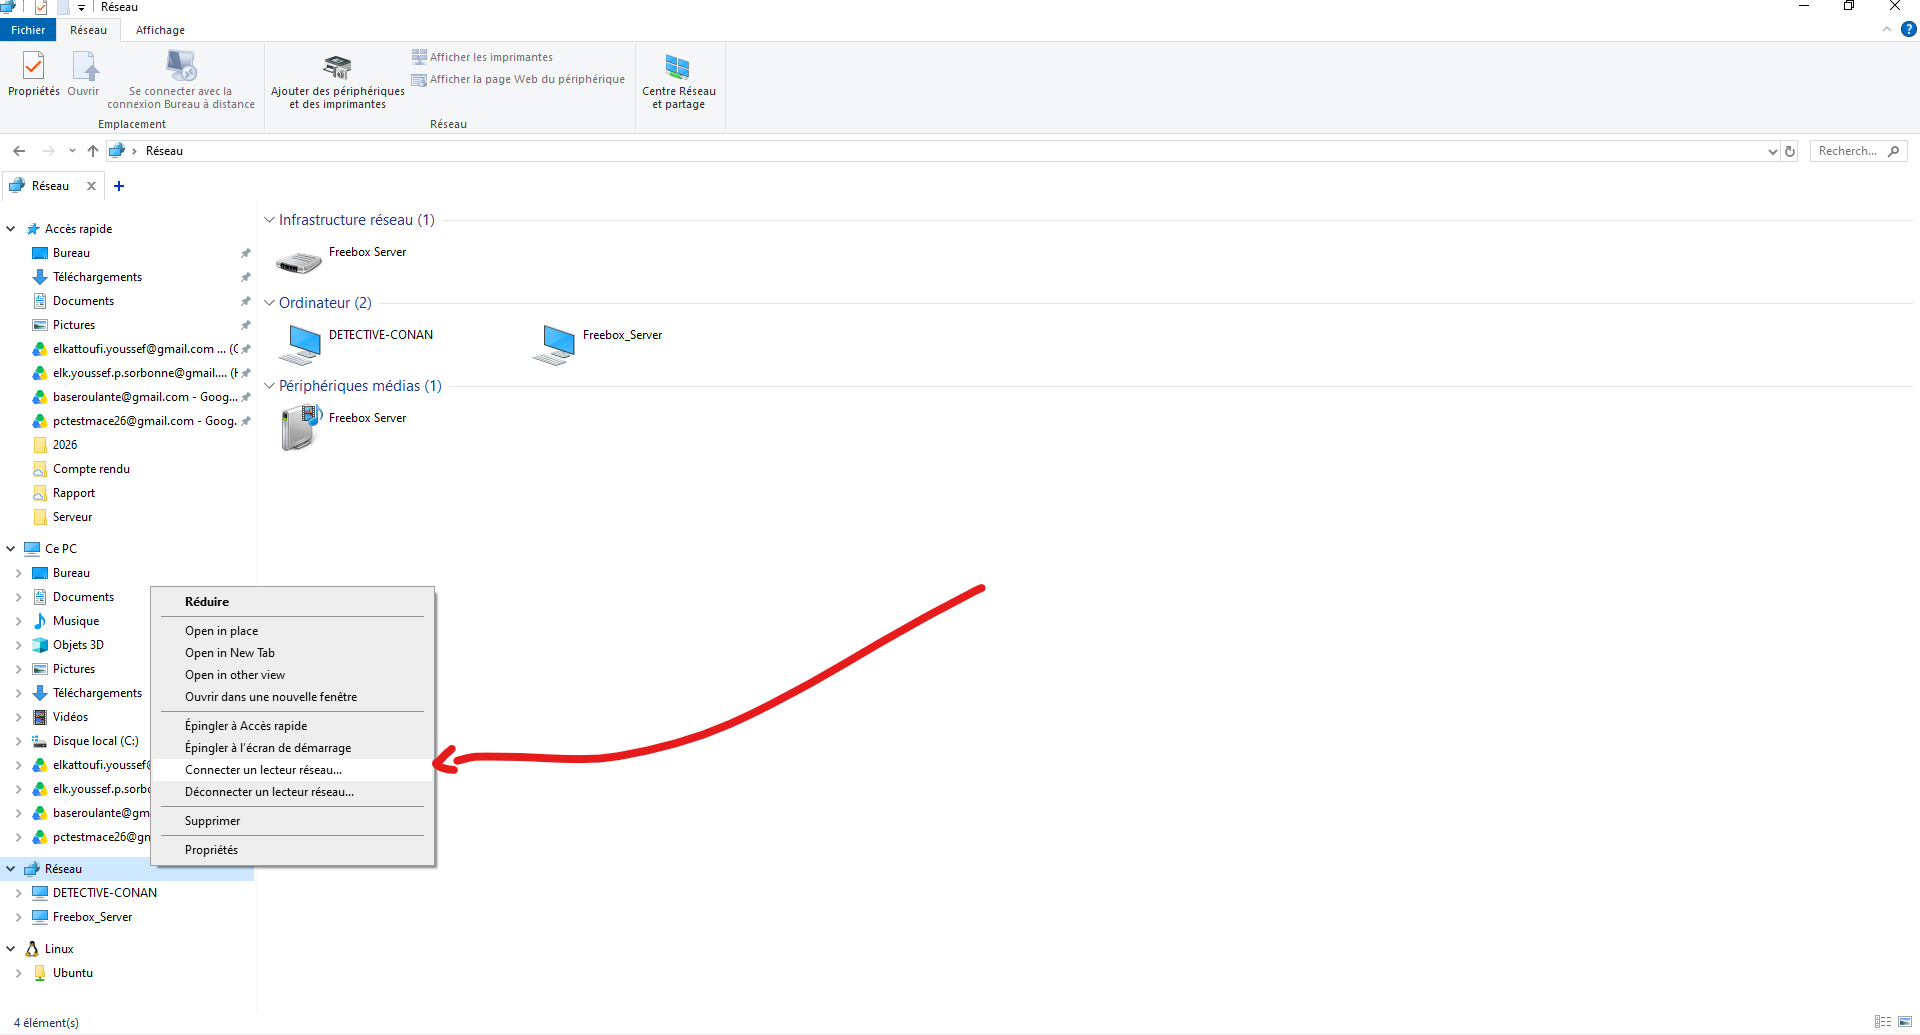 Réseau
Fichier
Réseau
Affichage
Propriétés
Ouvrir
Se connecter avec la
connexion Bureau à distance
Emplacement
Ajouter des périphériques
et des imprimantes
Afficher les imprimantes
Afficher la page Web du périphérique
Réseau
Centre Réseau
et partage
Réseau
Recherch...
Réseau
Accès rapide
Bureau
Téléchargements
Documents
Pictures
elkattoufi.youssef@gmail.com ... (
elk.youssef.p.sorbonne@gmail.... (
baseroulante@gmail.com - Goog...
pctestmace26@gmail.com - Goog.
2026
Compte rendu
Rapport
Serveur
Ce PC
Bureau
Documents
Musique
Objets 3D
Pictures
Téléchargements
Vidéos
Disque local (C:)
elkattoufi.youssef
elk.youssef.p.sorbo
baseroulante@gm
pctestmace26@gm
Réseau
DETECTIVE-CONAN
Freebox_Server
Linux
Ubuntu
4 élément(s)
Infrastructure réseau (1)
Freebox Server
Ordinateur (2)
DETECTIVE-CONAN
Freebox_Server
Périphériques médias (1)
Freebox Server
Réduire
Open in place
Open in New Tab
Open in other view
Ouvrir dans une nouvelle fenêtre
Épingler à Accès rapide
Épingler à l'écran de démarrage
Connecter un lecteur réseau...
Déconnecter un lecteur réseau...
Supprimer
Propriétés